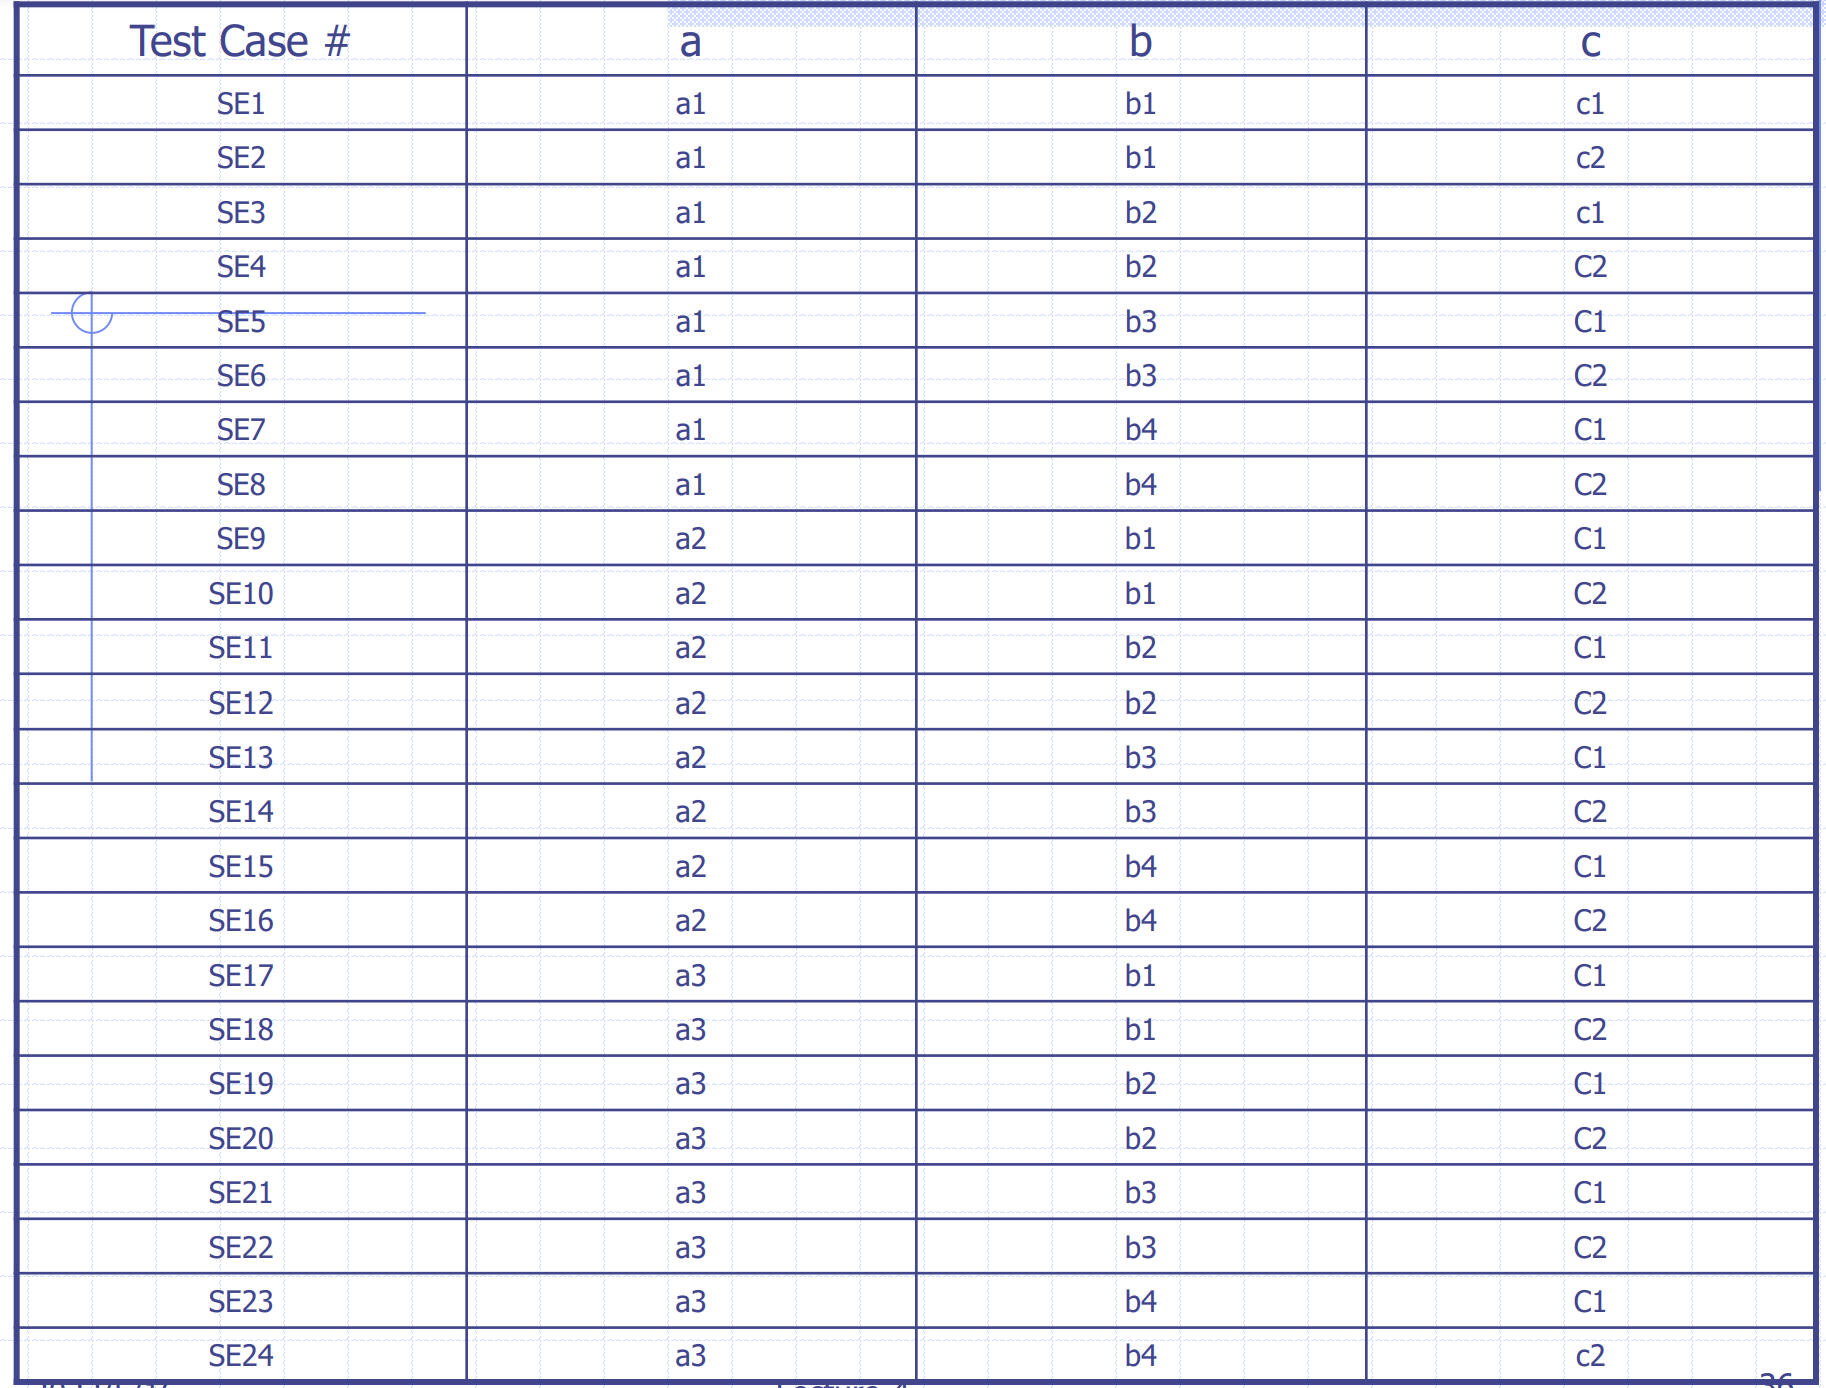 Test Case # a b c
SE1 a1 b1 c1
SE2 a1 b1 c2
SE3 a1 b2 c1
SE4 a1 b2 C2
SE5 a1 b3 C1
SE6 a1 b3 C2
SE7 a1 b4 C1
SE8 a1 b4 C2
SE9 a2 b1 C1
SE10 a2 b1 C2
SE11 a2 b2 C1
SE12 a2 b2 C2
SE13 a2 b3 C1
SE14 a2 b3 C2
SE15 a2 b4 C1
SE16 a2 b4 C2
SE17 a3 b1 C1
SE18 a3 b1 C2
SE19 a3 b2 C1
SE20 a3 b2 C2
SE21 a3 b3 C1
SE22 a3 b3 C2
SE23 a3 b4 C1
SE24 a3 b4 c2
Lecture 36